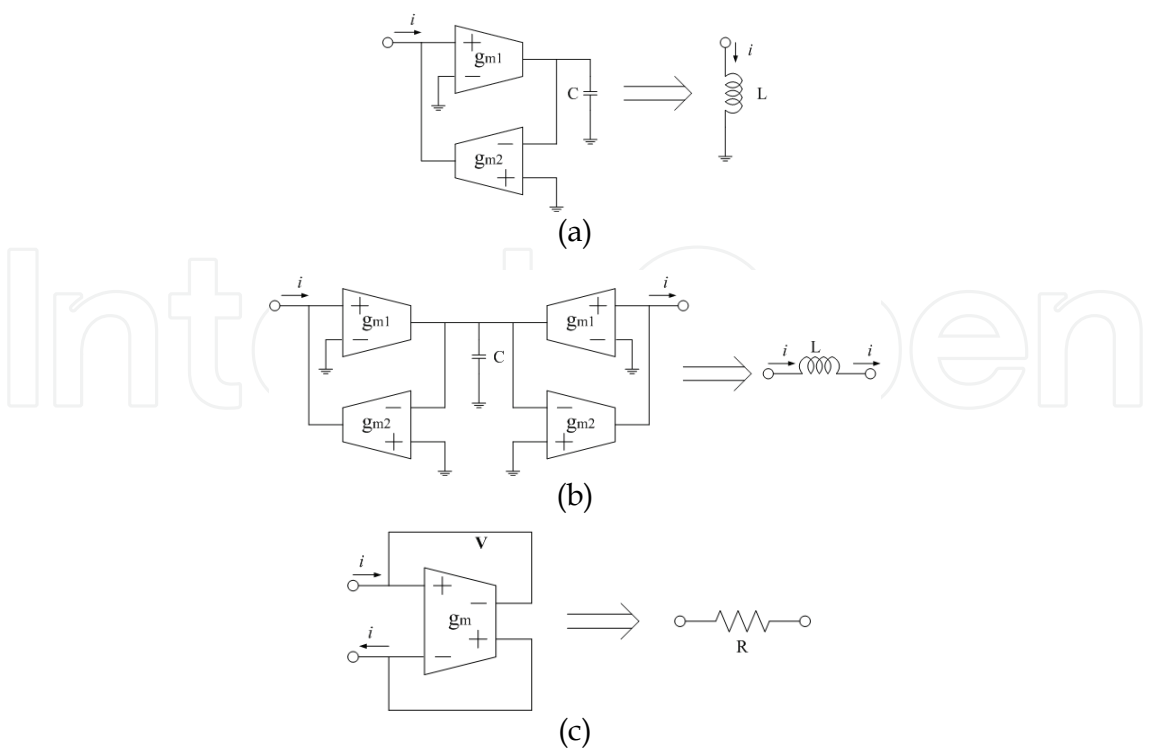 i
+
gm1
−
C
i
L
−
gm2
+
(a)
i
i
+
gm1
−
+
gm1
−
C
i
L
i
−
gm2
+
−
gm2
+
(b)
V
i
+
−
gm
+
i
−
R
(c)